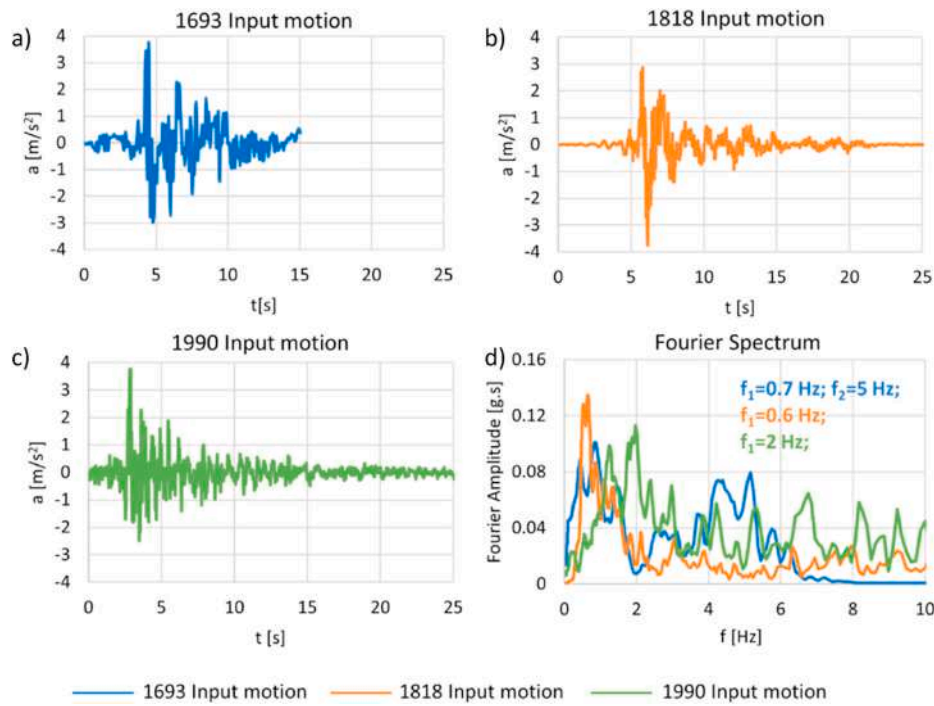 a)
1693 Input motion
4
3
2
1
0
-1
-2
-3
-4
a [m/s²]
0 5 10 15 20 25
t[s]
b)
1818 Input motion
4
3
2
1
0
-1
-2
-3
-4
a [m/s²]
0 5 10 15 20 25
t [s]
c)
1990 Input motion
4
3
2
1
0
-1
-2
-3
-4
a [m/s²]
0 5 10 15 20 25
t [s]
d)
Fourier Spectrum
0.16
0.12
0.08
0.04
0
Fourier Amplitude [g.s]
f₁=0.7 Hz; f₂=5 Hz;
f₁=0.6 Hz;
f₁=2 Hz;
0 2 4 6 8 10
f [Hz]
1693 Input motion 1818 Input motion 1990 Input motion